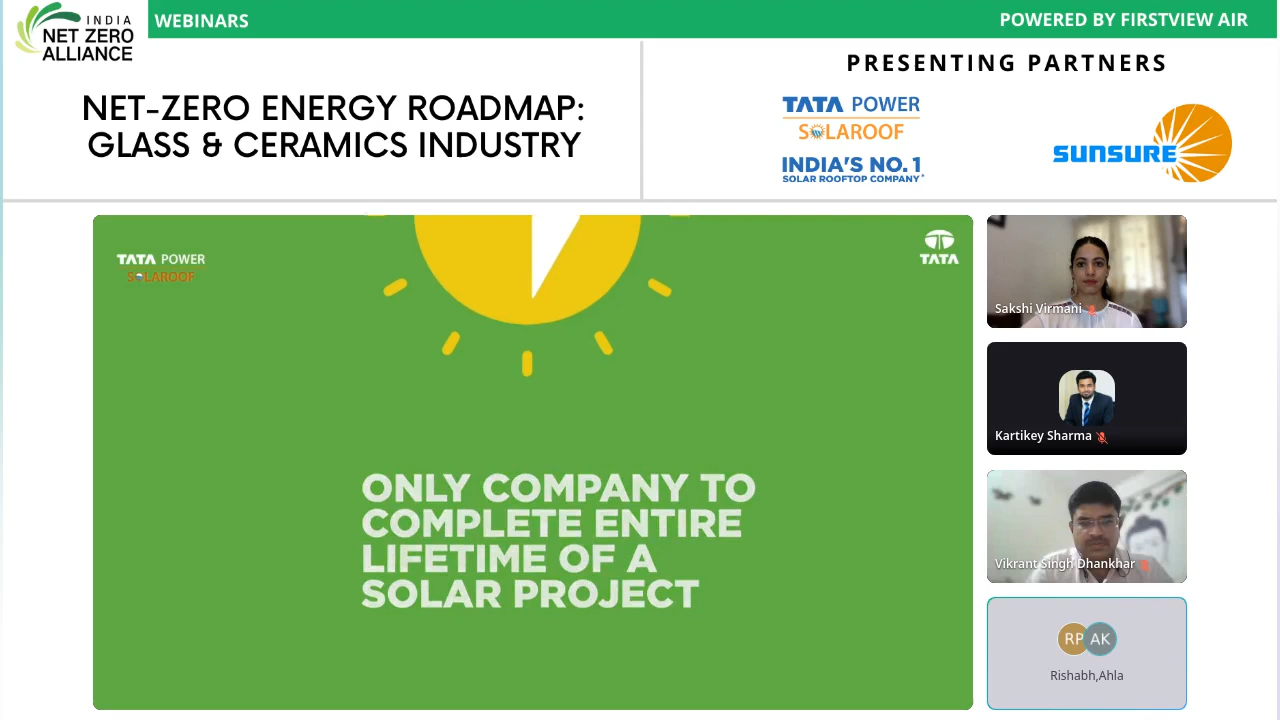 INDIA
NET ZERO
ALLIANCE
WEBINARS
POWERED BY FIRSTVIEW AIR
NET-ZERO ENERGY ROADMAP:
GLASS & CERAMICS INDUSTRY
PRESENTING PARTNERS
TATA POWER
SOLAROOF
INDIA'S NO. 1
SOLAR ROOFTOP COMPANY*
SUNSURE
TATA POWER
SOLAROOF
TATA
ONLY COMPANY TO
COMPLETE ENTIRE
LIFETIME OF A
SOLAR PROJECT
Sakshi Virmani
Kartikey Sharma
Vikrant Singh Dhankhar
RP
AK
Rishabh,Ahla